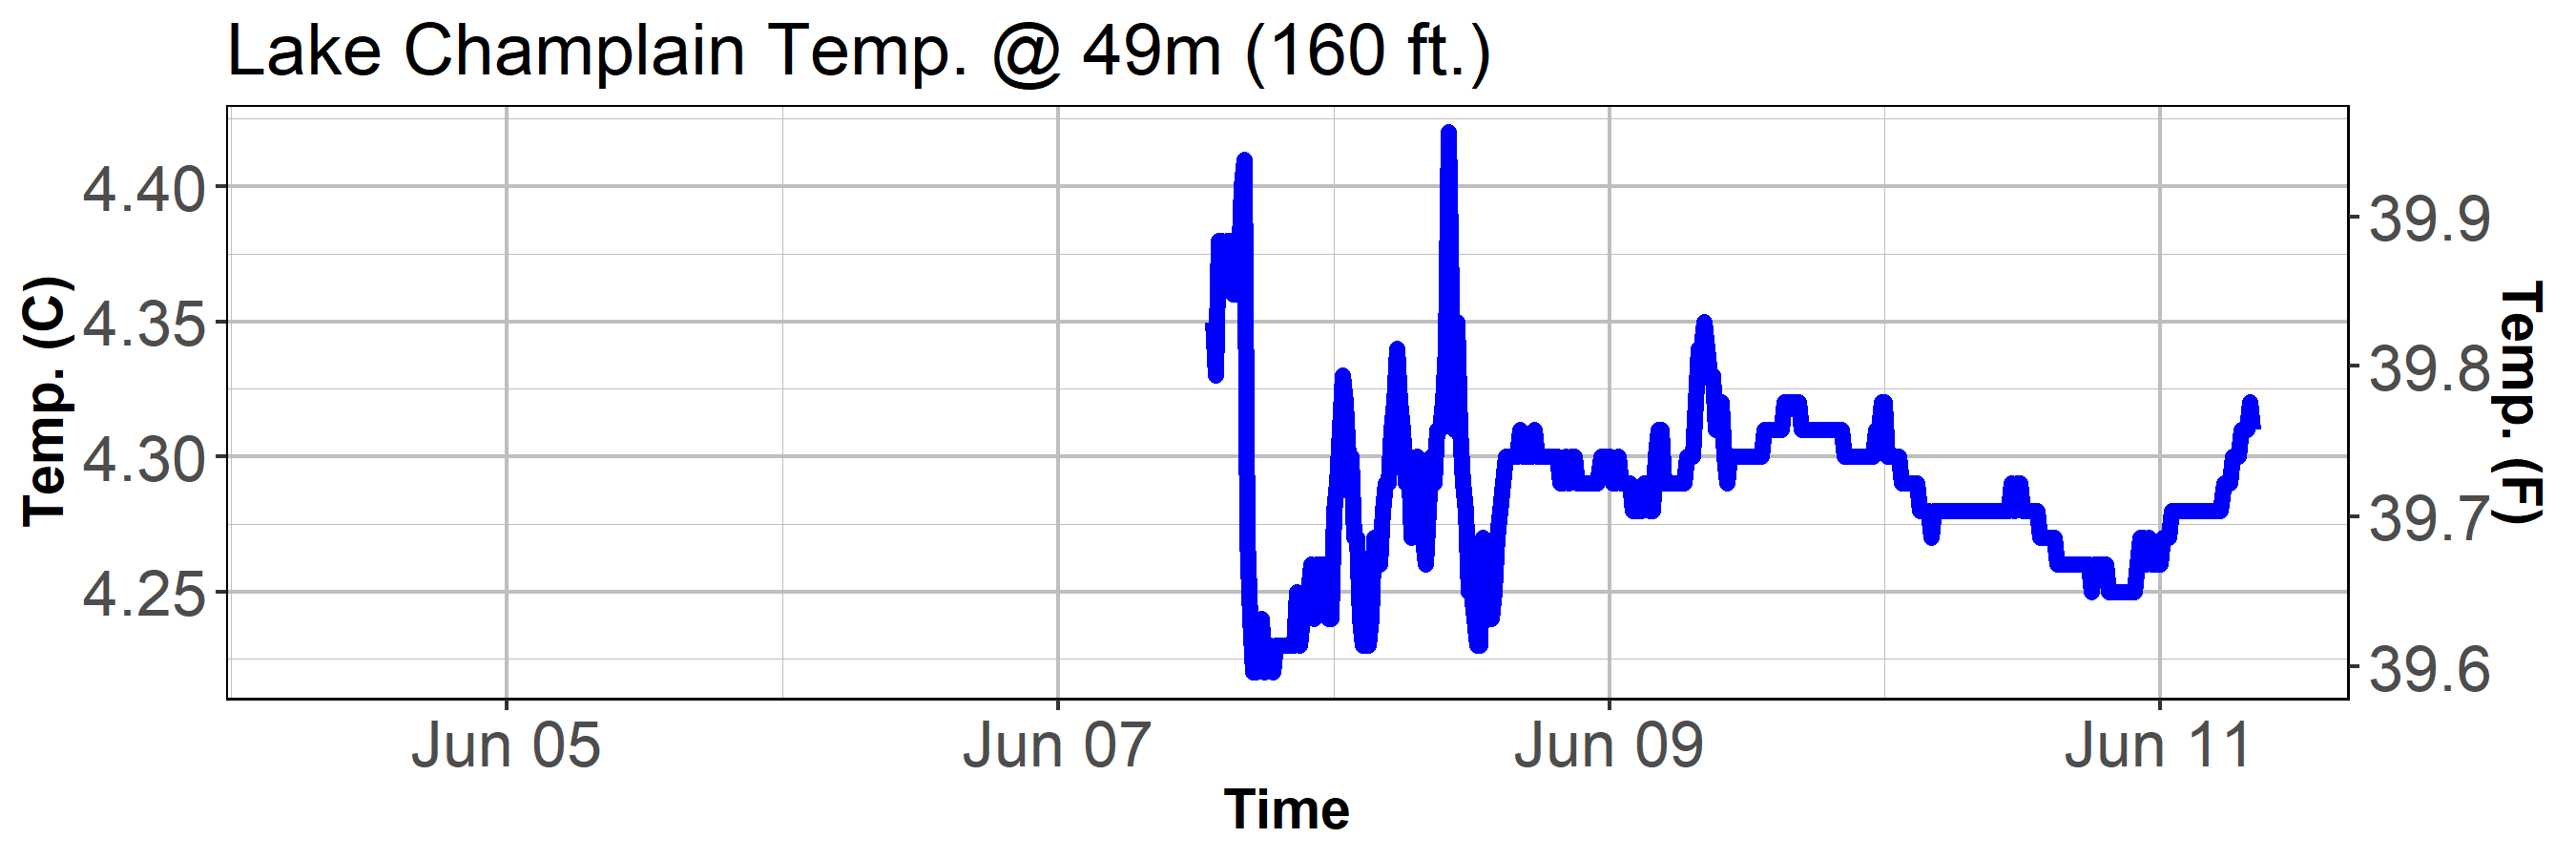 Lake Champlain Temp. @ 49m (160 ft.)
Temp. (C)
4.40
4.35
4.30
4.25
39.9
39.8
39.7
39.6
Temp. (F)
Jun 05 Jun 07 Jun 09 Jun 11
Time